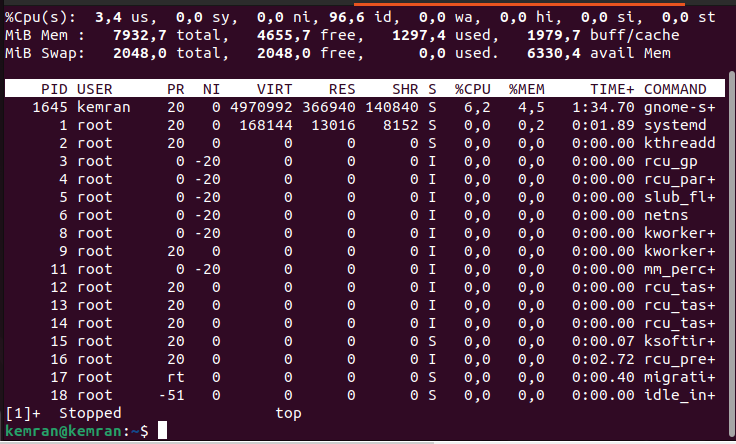 %Cpu(s):  3,4 us,  0,0 sy,  0,0 ni, 96,6 id,  0,0 wa,  0,0 hi,  0,0 si,  0,0 st
MiB Mem :   7932,7 total,   4655,7 free,   1297,4 used,   1979,7 buff/cache
MiB Swap:   2048,0 total,   2048,0 free,      0,0 used.   6330,4 avail Mem
PID USER      PR  NI    VIRT    RES    SHR S  %CPU  %MEM     TIME+ COMMAND
1645 kemran    20   0 4970992 366940 140840 S   6,2   4,5   1:34.70 gnome-s+
1 root      20   0  168144  13016   8152 S   0,0   0,2   0:01.89 systemd
2 root      20   0       0      0      0 S   0,0   0,0   0:00.00 kthreadd
3 root       0 -20       0      0      0 I   0,0   0,0   0:00.00 rcu_gp
4 root       0 -20       0      0      0 I   0,0   0,0   0:00.00 rcu_par+
5 root       0 -20       0      0      0 I   0,0   0,0   0:00.00 slub_fl+
6 root       0 -20       0      0      0 I   0,0   0,0   0:00.00 netns
8 root       0 -20       0      0      0 I   0,0   0,0   0:00.00 kworker+
9 root      20   0       0      0      0 I   0,0   0,0   0:00.00 kworker+
11 root       0 -20       0      0      0 I   0,0   0,0   0:00.00 mm_perc+
12 root      20   0       0      0      0 I   0,0   0,0   0:00.00 rcu_tas+
13 root      20   0       0      0      0 I   0,0   0,0   0:00.00 rcu_tas+
14 root      20   0       0      0      0 I   0,0   0,0   0:00.00 rcu_tas+
15 root      20   0       0      0      0 S   0,0   0,0   0:00.07 ksoftir+
16 root      20   0       0      0      0 I   0,0   0,0   0:02.72 rcu_pre+
17 root      rt   0       0      0      0 S   0,0   0,0   0:00.40 migrati+
18 root     -51   0       0      0      0 S   0,0   0,0   0:00.00 idle_in+
[1]+  Stopped                 top
kemran@kemran:~$